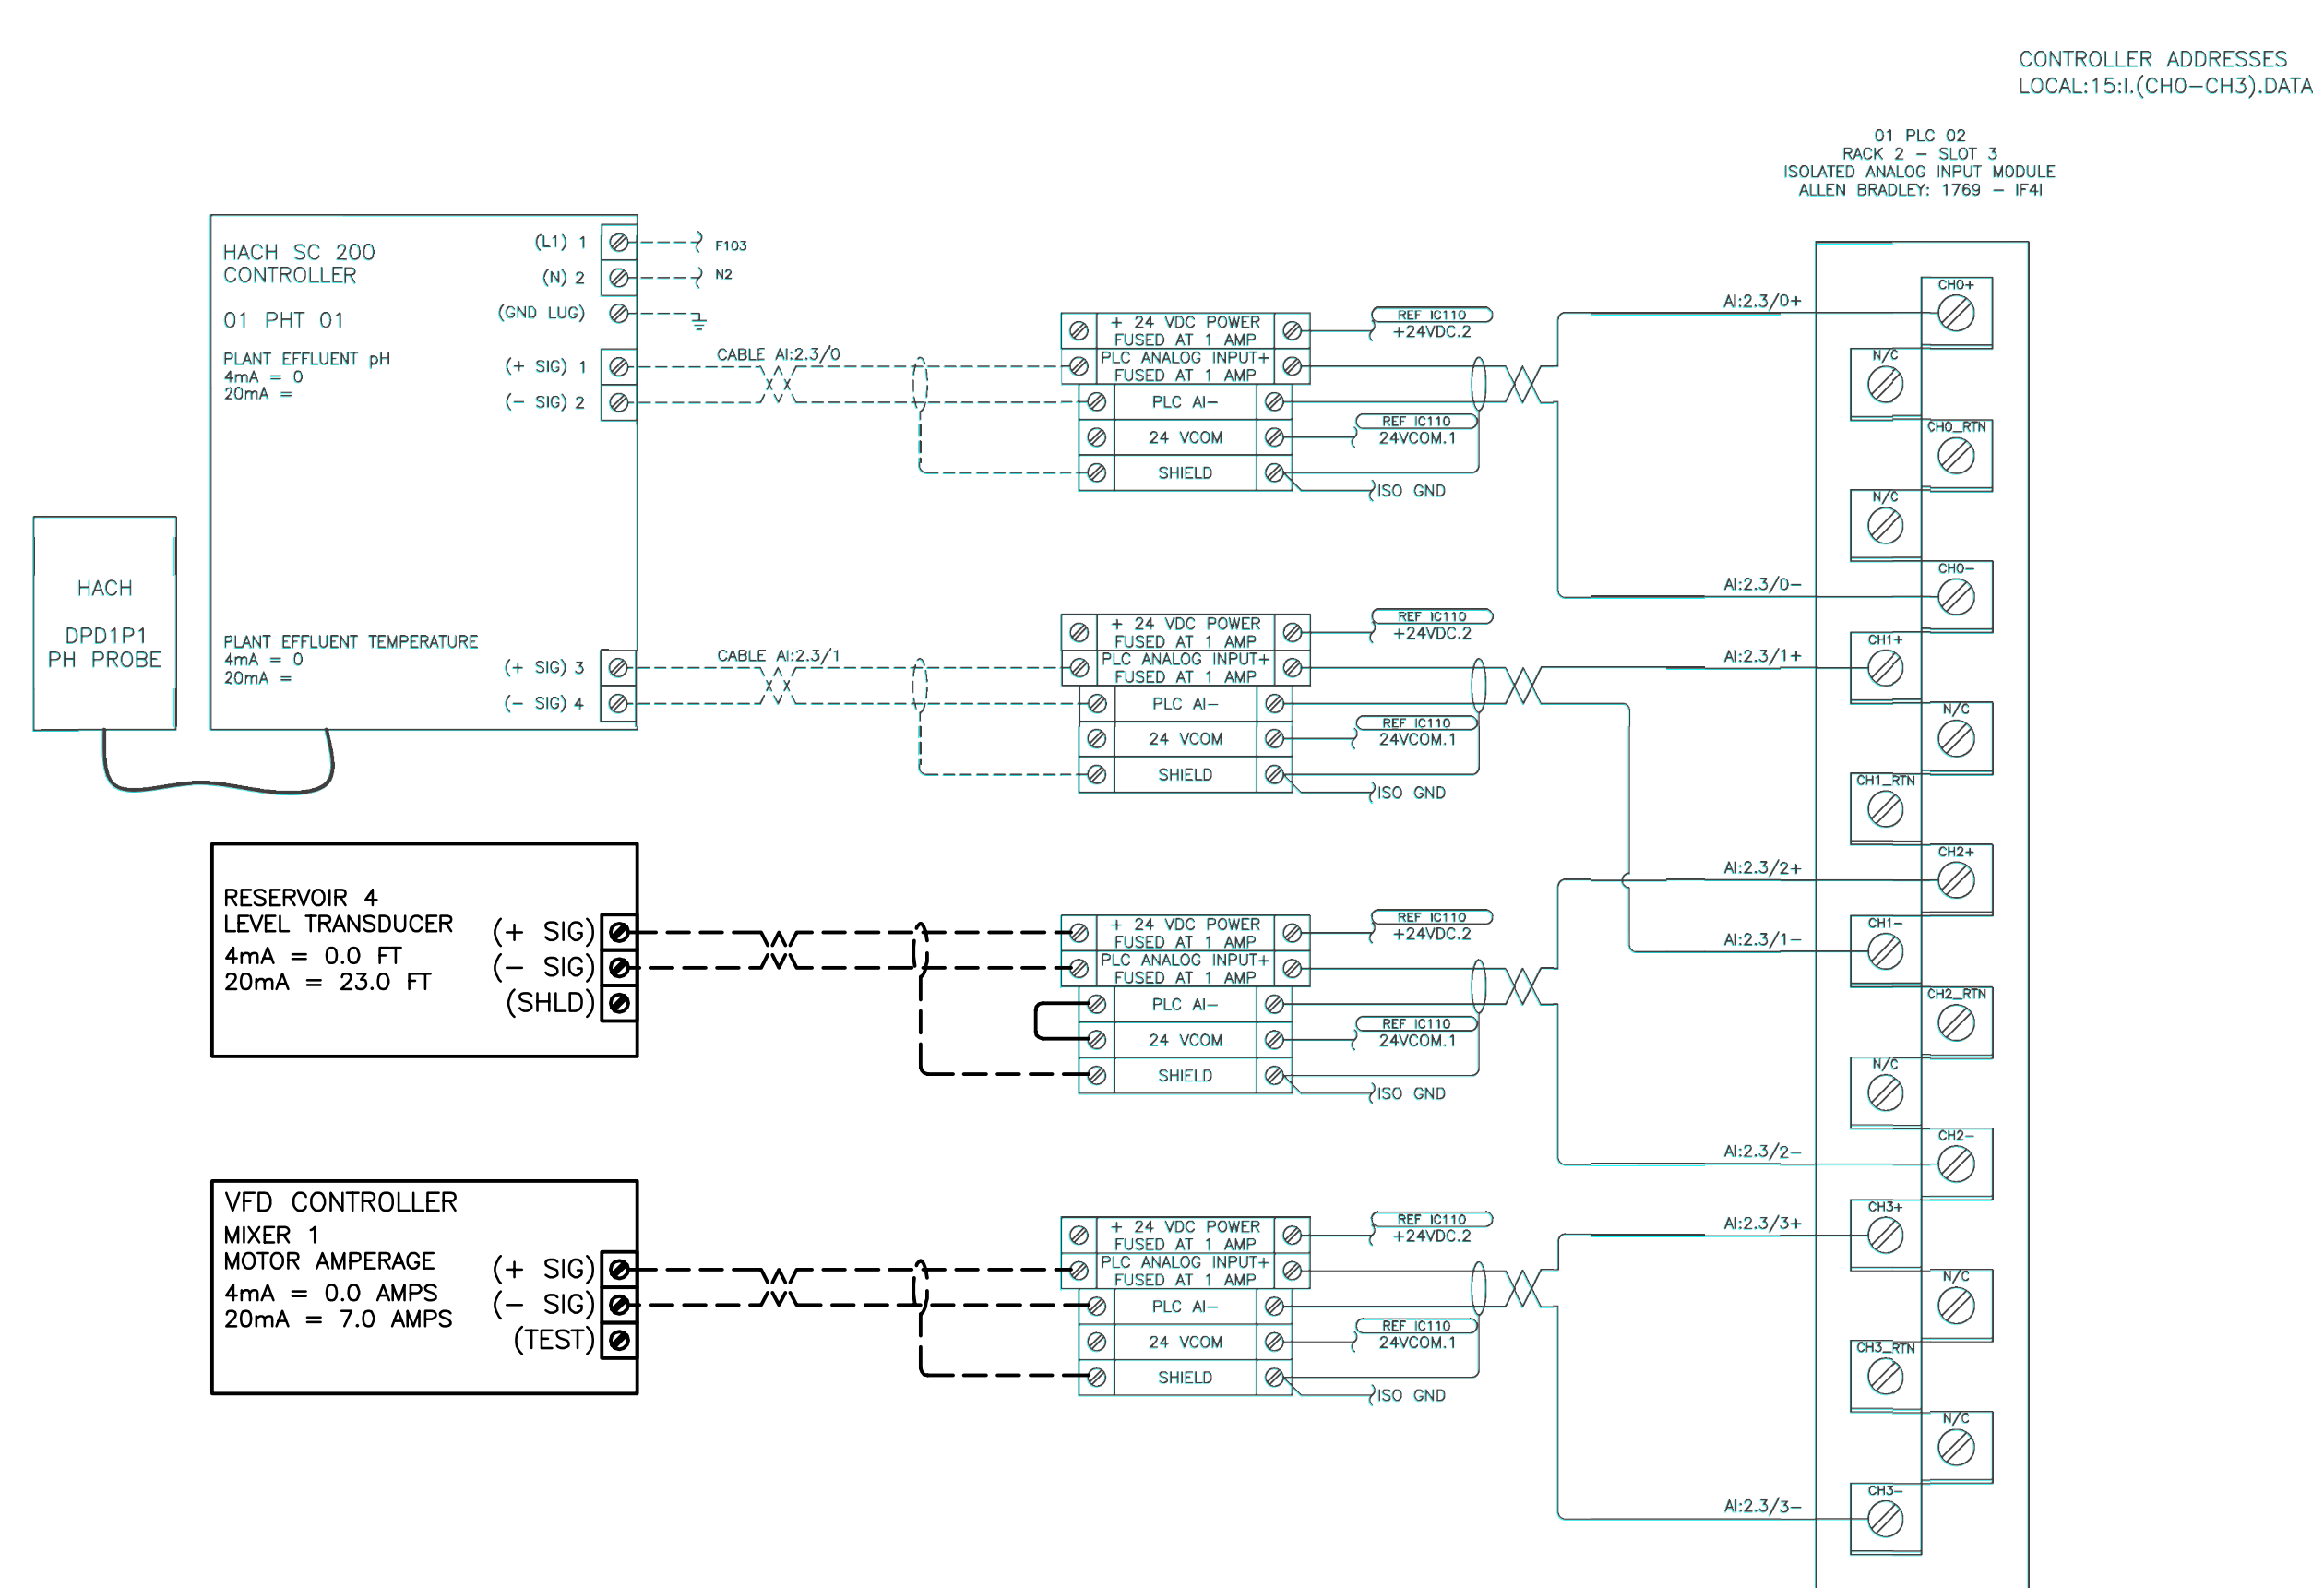 CONTROLLER ADDRESSES
LOCAL:15:I.(CH0-CH3).DATA
01 PLC 02
RACK 2 - SLOT 3
ISOLATED ANALOG INPUT MODULE
ALLEN BRADLEY: 1769 - IF4I
HACH SC 200
CONTROLLER
01 PHT 01
PLANT EFFLUENT pH
4mA = 0
20mA =
(L1) 1
(N) 2
(GND LUG)
(+ SIG) 1
(- SIG) 2
F103
N2
CABLE AI:2.3/0
HACH
DPD1P1
PH PROBE
PLANT EFFLUENT TEMPERATURE
4mA = 0
20mA =
(+ SIG) 3
(- SIG) 4
CABLE AI:2.3/1
RESERVOIR 4
LEVEL TRANSDUCER
4mA = 0.0 FT
20mA = 23.0 FT
(+ SIG)
(- SIG)
(SHLD)
VFD CONTROLLER
MIXER 1
MOTOR AMPERAGE
4mA = 0.0 AMPS
20mA = 7.0 AMPS
(+ SIG)
(- SIG)
(TEST)
+ 24 VDC POWER
FUSED AT 1 AMP
PLC ANALOG INPUT+
FUSED AT 1 AMP
PLC AI-
24 VCOM
SHIELD
REF IC110
+24VDC.2
REF IC110
24VCOM.1
ISO GND
+ 24 VDC POWER
FUSED AT 1 AMP
PLC ANALOG INPUT+
FUSED AT 1 AMP
PLC AI-
24 VCOM
SHIELD
REF IC110
+24VDC.2
REF IC110
24VCOM.1
ISO GND
+ 24 VDC POWER
FUSED AT 1 AMP
PLC ANALOG INPUT+
FUSED AT 1 AMP
PLC AI-
24 VCOM
SHIELD
REF IC110
+24VDC.2
REF IC110
24VCOM.1
ISO GND
+ 24 VDC POWER
FUSED AT 1 AMP
PLC ANALOG INPUT+
FUSED AT 1 AMP
PLC AI-
24 VCOM
SHIELD
REF IC110
+24VDC.2
REF IC110
24VCOM.1
ISO GND
AI:2.3/0+
AI:2.3/0-
AI:2.3/1+
AI:2.3/2+
AI:2.3/1-
AI:2.3/2-
AI:2.3/3+
AI:2.3/3-
CH0+
N/C
CH0_RTN
N/C
CH0-
CH1+
N/C
CH1_RTN
CH2+
CH1-
CH2_RTN
N/C
CH2-
CH3+
N/C
CH3_RTN
N/C
CH3-